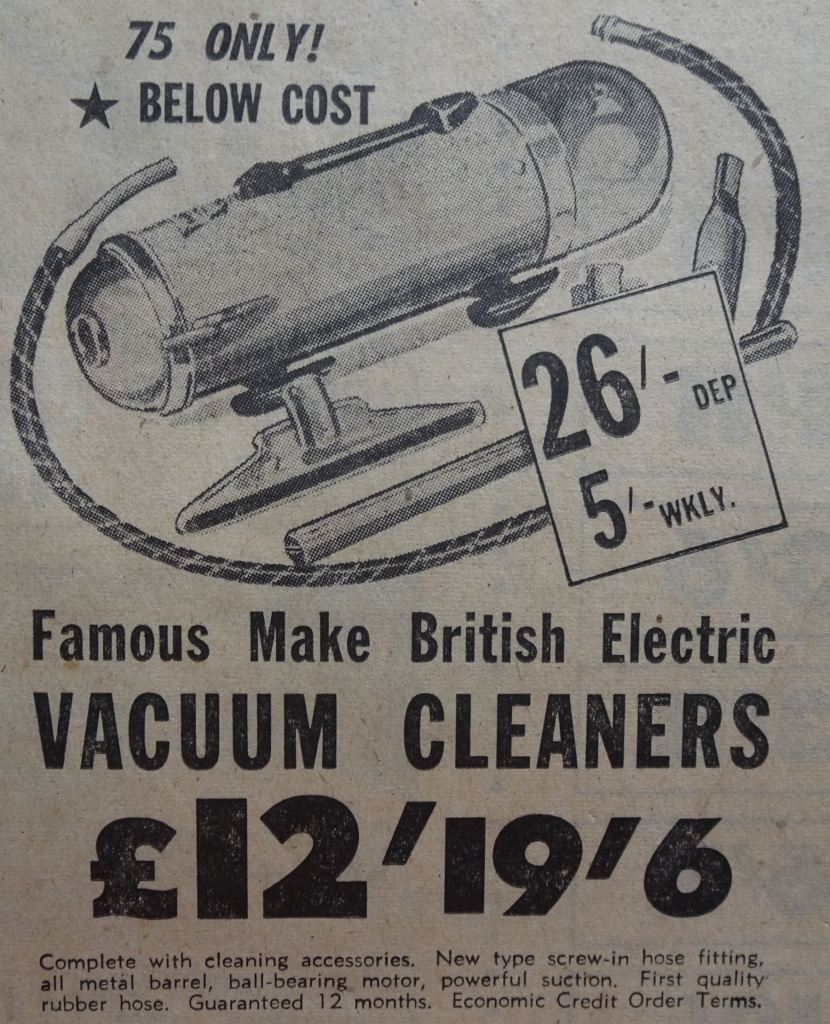 75 ONLY!
★ BELOW COST
26/- DEP
5/- WKLY.
Famous Make British Electric
VACUUM CLEANERS
£12'19'6
Complete with cleaning accessories. New type screw-in hose fitting,
all metal barrel, ball-bearing motor, powerful suction. First quality
rubber hose. Guaranteed 12 months. Economic Credit Order Terms.